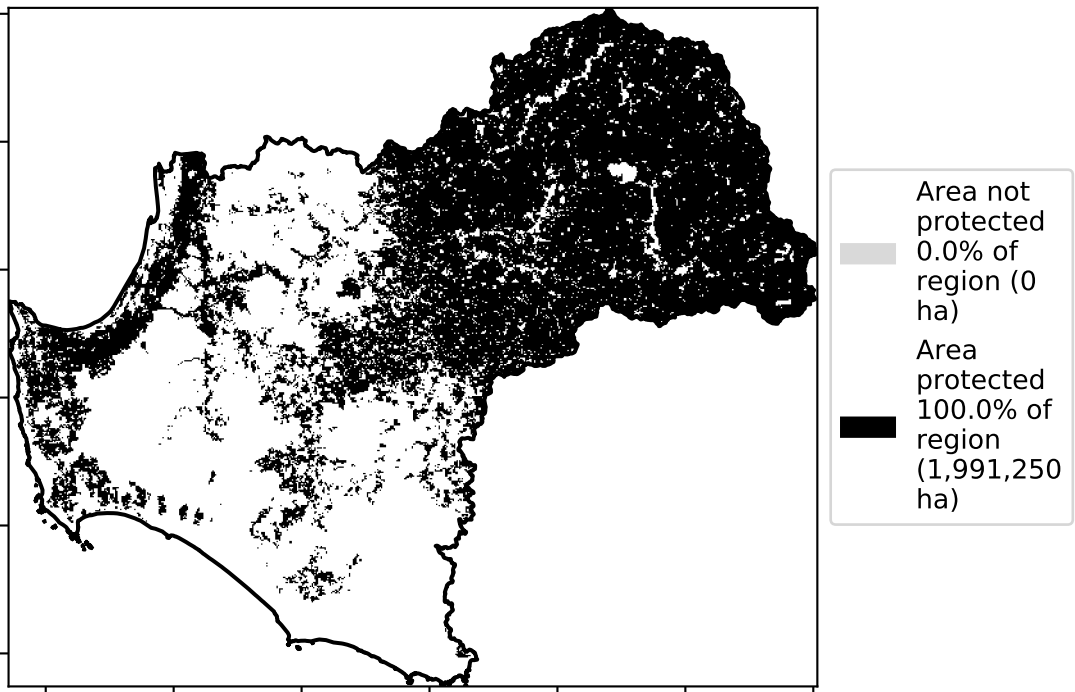 Area not
protected
0.0% of
region (0
ha)
Area
protected
100.0% of
region
(1,991,250
ha)